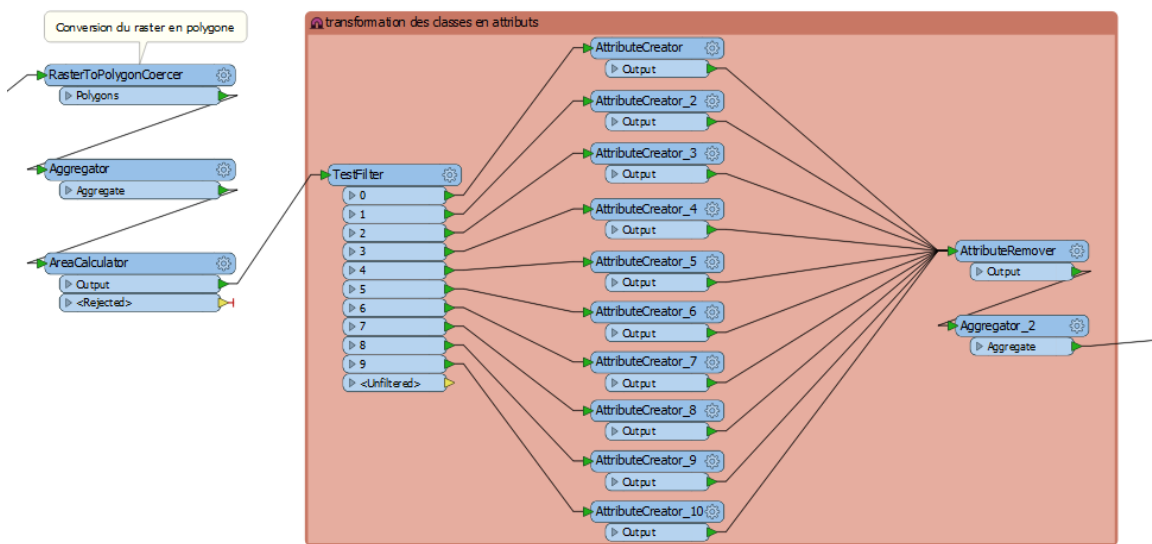 Conversion du raster en polygone
RasterToPolygonCoercer
Polygons
Aggregator
Aggregate
AreaCalculator
Output
<Rejected>
transformation des classes en attributs
TestFilter
0
1
2
3
4
5
6
7
8
9
<Unfiltered>
AttributeCreator
Output
AttributeCreator_2
Output
AttributeCreator_3
Output
AttributeCreator_4
Output
AttributeCreator_5
Output
AttributeCreator_6
Output
AttributeCreator_7
Output
AttributeCreator_8
Output
AttributeCreator_9
Output
AttributeCreator_10
Output
AttributeRemover
Output
Aggregator_2
Aggregate